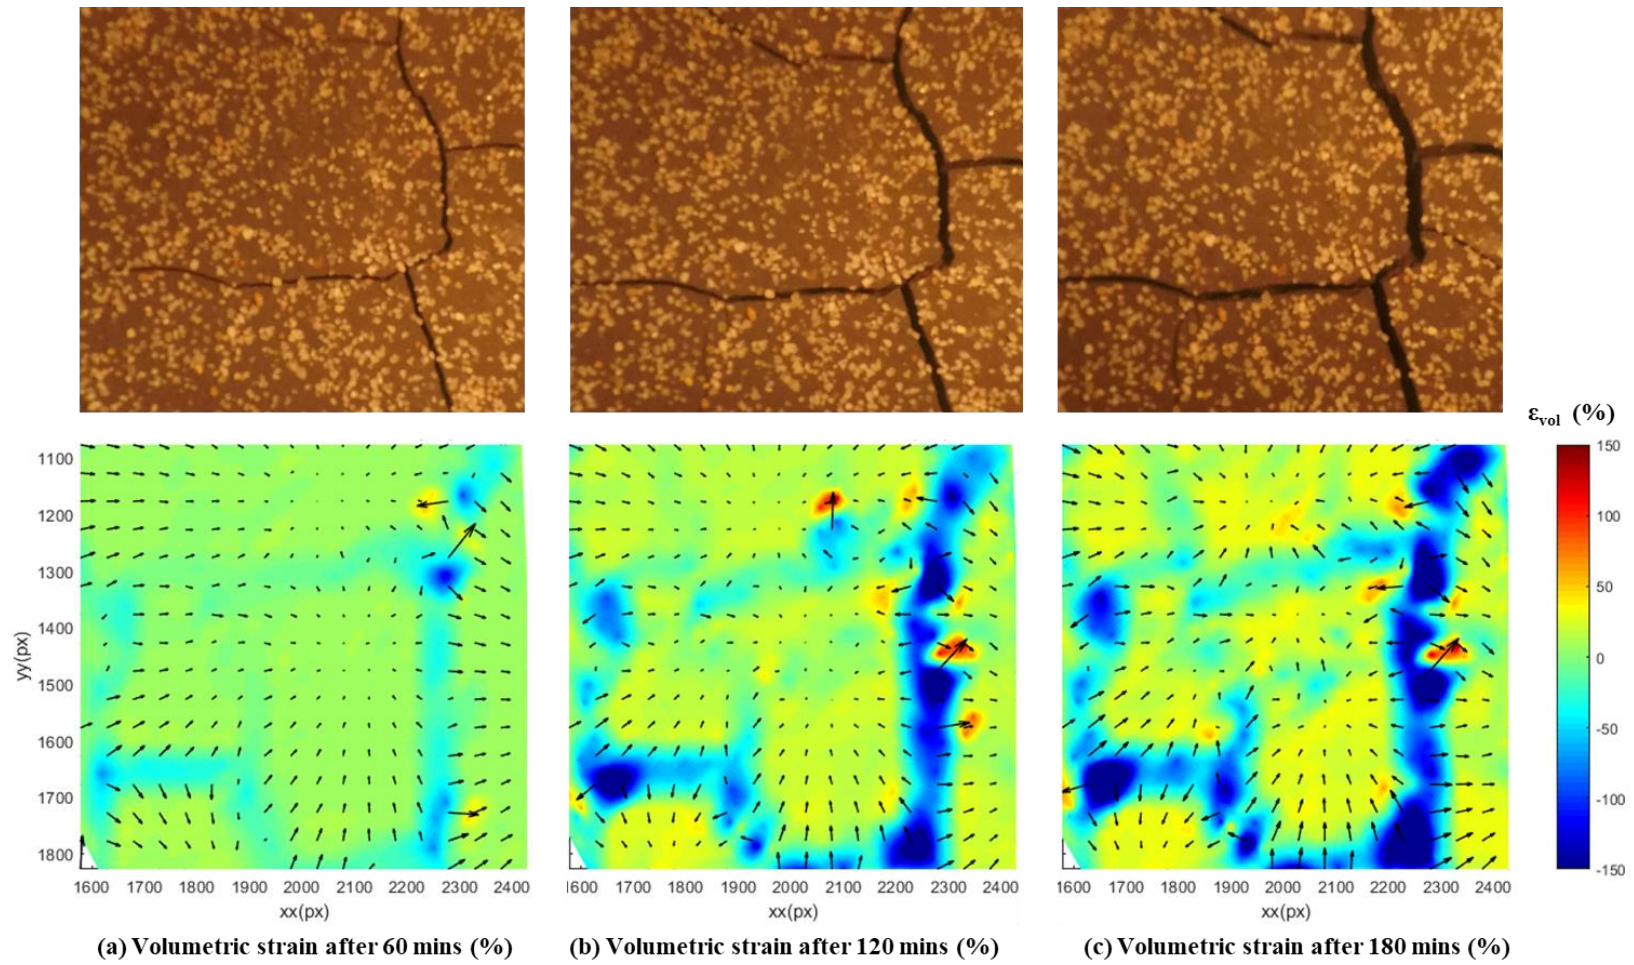 ε_vol (%)
1100
1200
1300
1400
1500
1600
1700
1800
yy(px)
1600 1700 1800 1900 2000 2100 2200 2300 2400
1600 1700 1800 1900 2000 2100 2200 2300 2400
1600 1700 1800 1900 2000 2100 2200 2300 2400
xx(px) xx(px) xx(px)
150
100
50
0
-50
-100
-150
(a) Volumetric strain after 60 mins (%) (b) Volumetric strain after 120 mins (%) (c) Volumetric strain after 180 mins (%)